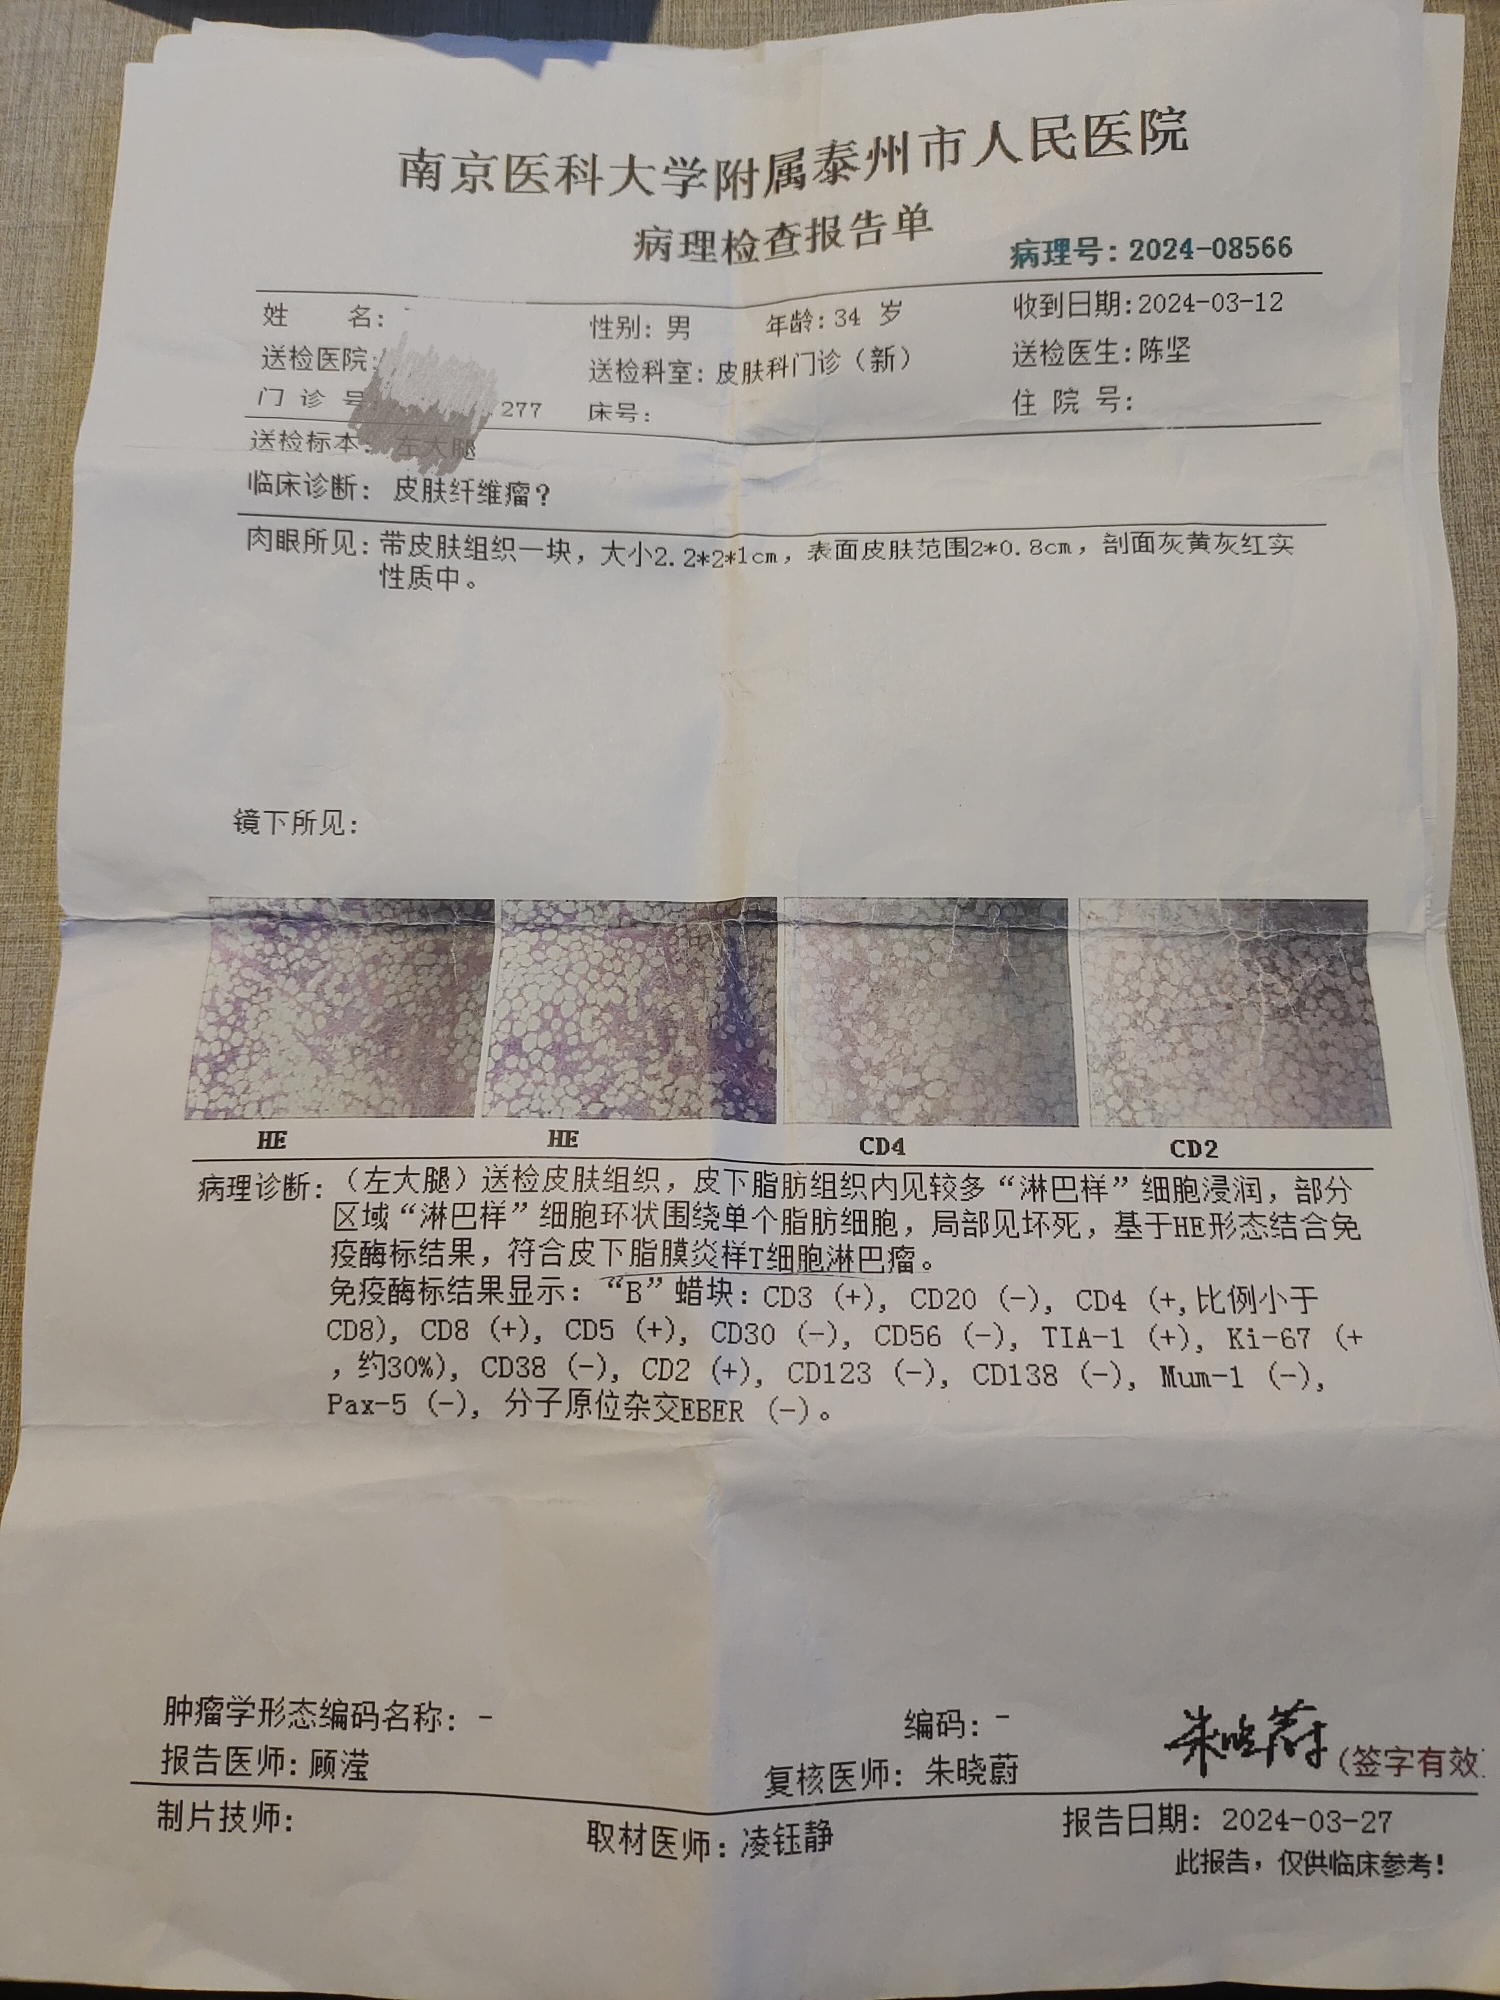 南京医科大学附属泰州市人民医院
病理检查报告单
病理号: 2024-08566
姓 名: 性别: 男 年龄: 34 岁 收到日期: 2024-03-12
送检医院: 送检科室: 皮肤科门诊（新） 送检医生: 陈坚
门 诊 号 277 床号: 住 院 号:
送检标本: 左大腿
临床诊断: 皮肤纤维瘤?
肉眼所见: 带皮肤组织一块，大小2.2*2*1cm，表面皮肤范围2*0.8cm，剖面灰黄灰红实
性质中。
镜下所见:
HE HE CD4 CD2
病理诊断: （左大腿）送检皮肤组织，皮下脂肪组织内见较多“淋巴样”细胞浸润，部分
区域“淋巴样”细胞环状围绕单个脂肪细胞，局部见坏死，基于HE形态结合免
疫酶标结果，符合皮下脂膜炎样T细胞淋巴瘤。
免疫酶标结果显示: “B”蜡块: CD3 (+), CD20 (-), CD4 (+,比例小于
CD8), CD8 (+), CD5 (+), CD30 (-), CD56 (-), TIA-1 (+), Ki-67 (+
，约30%), CD38 (-), CD2 (+), CD123 (-), CD138 (-), Mum-1 (-),
Pax-5 (-), 分子原位杂交EBER (-)。
肿瘤学形态编码名称: - 编码: -
报告医师: 顾滢 复核医师: 朱晓蔚 朱晓蔚 (签字有效
制片技师: 取材医师: 凌钰静 报告日期: 2024-03-27
此报告，仅供临床参考!